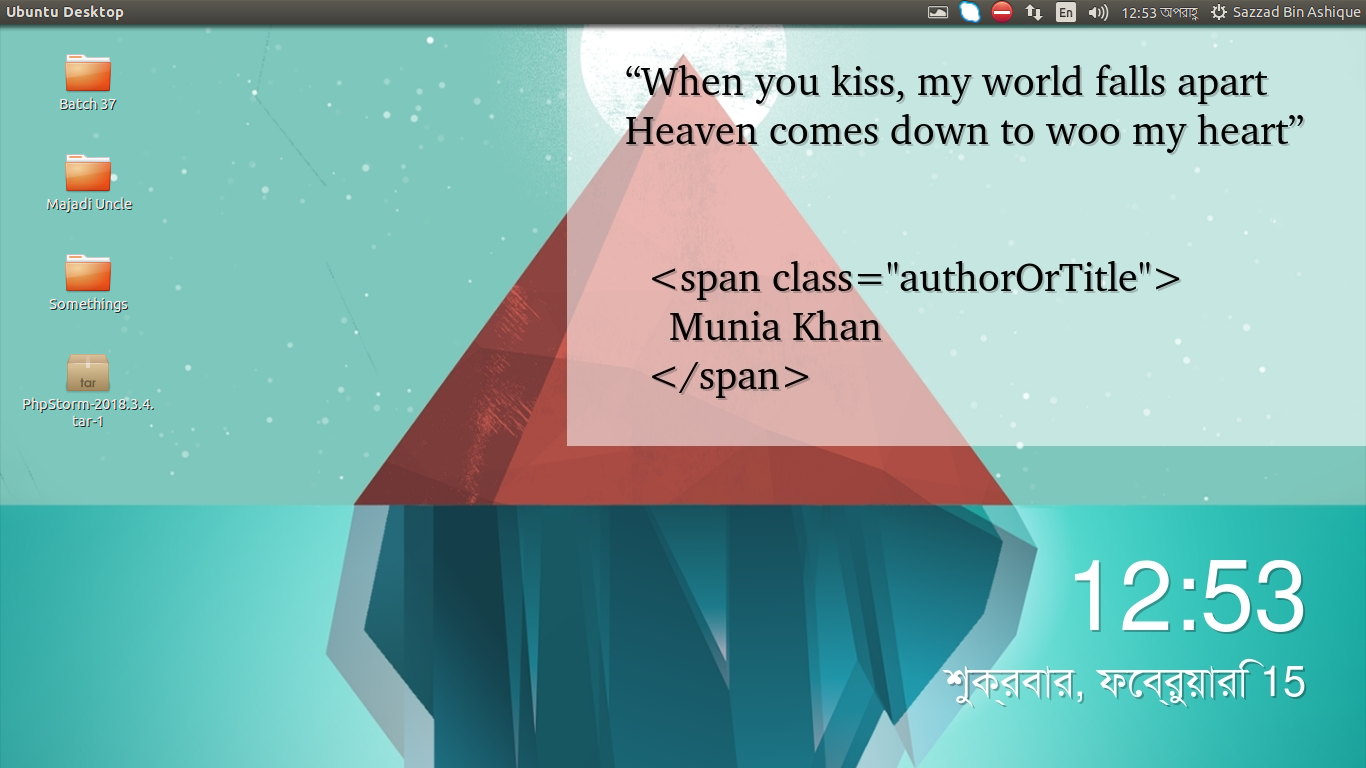 Ubuntu Desktop
En
12:53 অপরাহ্ণ
Sazzad Bin Ashique
Batch 37
Majadi Uncle
Somethings
tar
PhpStorm-2018.3.4.
tar-1
“When you kiss, my world falls apart
Heaven comes down to woo my heart”
<span class="authorOrTitle">
Munia Khan
</span>
12:53
শুক্রবার, ফেব্রুয়ারি 15